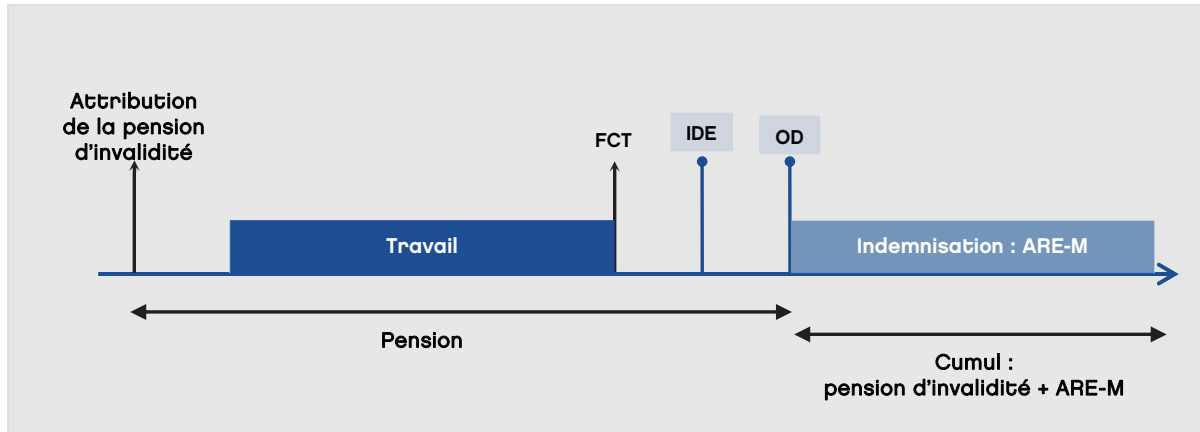 Attribution
de la pension
d'invalidité
FCT
IDE
OD
Travail
Indemnisation : ARE-M
Pension
Cumul :
pension d'invalidité + ARE-M